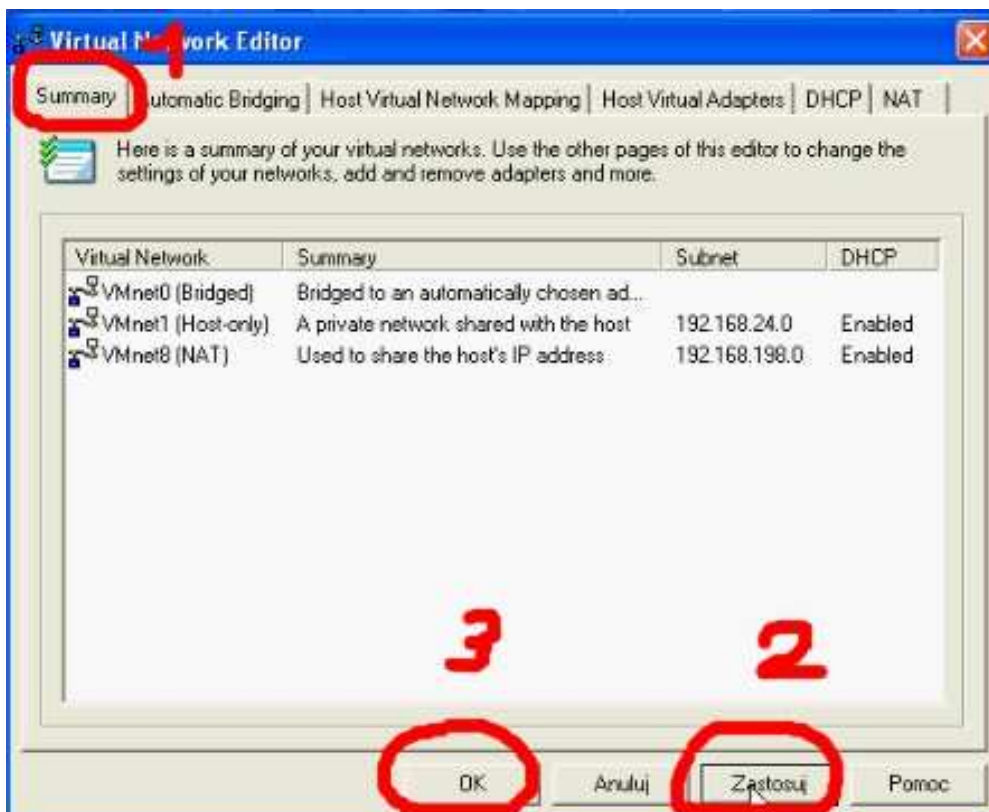 Virtual Network Editor
1
Summary Automatic Bridging Host Virtual Network Mapping Host Virtual Adapters DHCP NAT
Here is a summary of your virtual networks. Use the other pages of this editor to change the
settings of your networks, add and remove adapters and more.
Virtual Network Summary Subnet DHCP
VMnet0 (Bridged) Bridged to an automatically chosen ad...
VMnet1 (Host-only) A private network shared with the host 192.168.24.0 Enabled
VMnet8 (NAT) Used to share the host's IP address 192.168.198.0 Enabled
3 2
OK Anuluj Zastosuj Pomoc